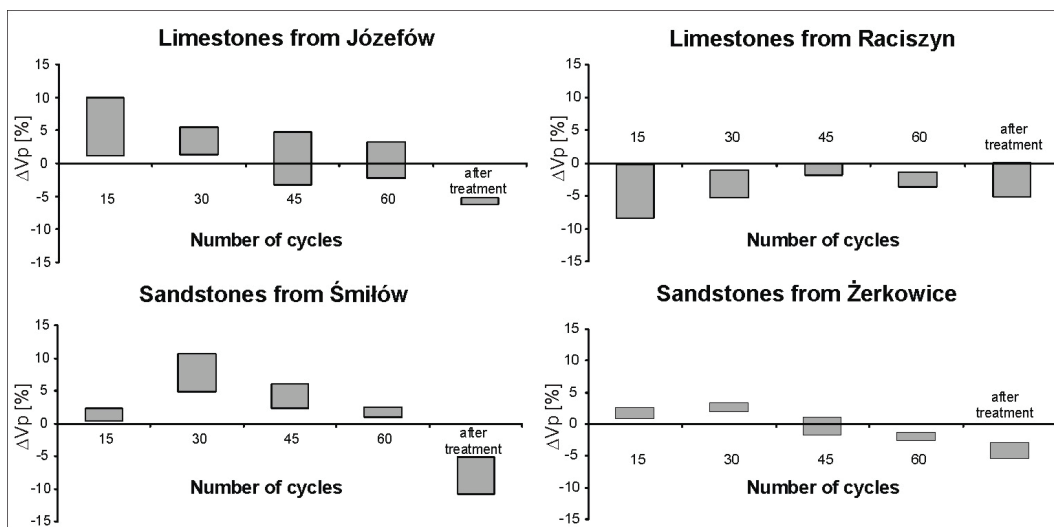 Limestones from Józefów
ΔVp [%]
15
10
5
0
-5
-10
-15
15
30
45
60
after
treatment
Number of cycles
Limestones from Raciszyn
ΔVp [%]
15
10
5
0
-5
-10
-15
15
30
45
60
after
treatment
Number of cycles
Sandstones from Śmiłów
ΔVp [%]
15
10
5
0
-5
-10
-15
15
30
45
60
after
treatment
Number of cycles
Sandstones from Żerkowice
ΔVp [%]
15
10
5
0
-5
-10
-15
15
30
45
60
after
treatment
Number of cycles